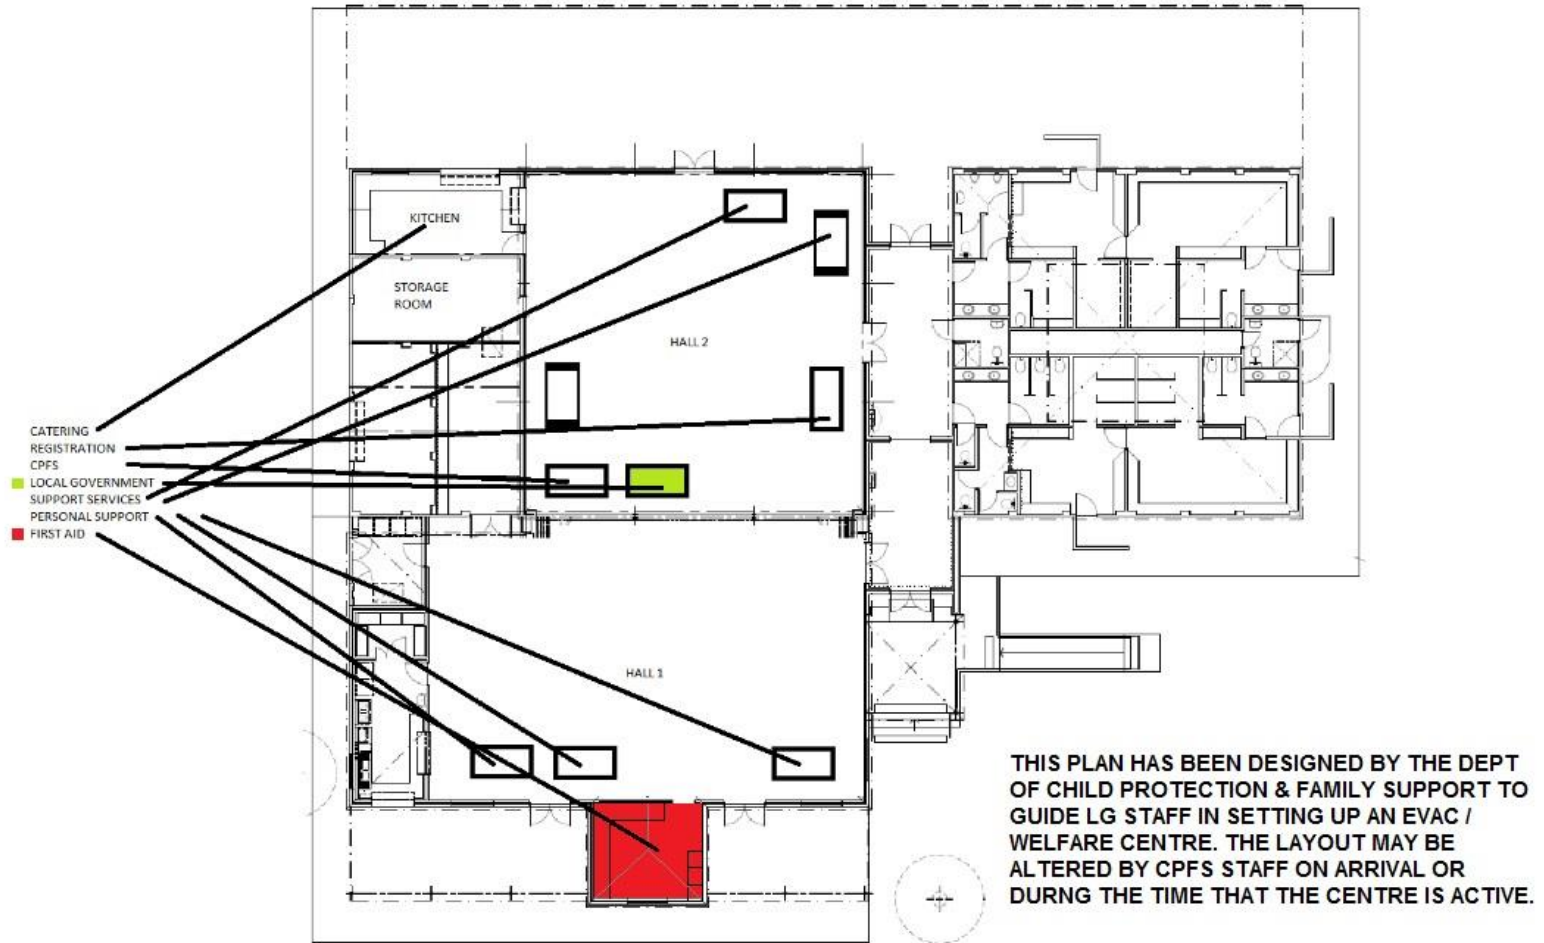 KITCHEN
STORAGE
ROOM
HALL 2
CATERING
REGISTRATION
CPFS
LOCAL GOVERNMENT
SUPPORT SERVICES
PERSONAL SUPPORT
FIRST AID
HALL 1
THIS PLAN HAS BEEN DESIGNED BY THE DEPT
OF CHILD PROTECTION & FAMILY SUPPORT TO
GUIDE LG STAFF IN SETTING UP AN EVAC /
WELFARE CENTRE. THE LAYOUT MAY BE
ALTERED BY CPFS STAFF ON ARRIVAL OR
DURNG THE TIME THAT THE CENTRE IS ACTIVE.